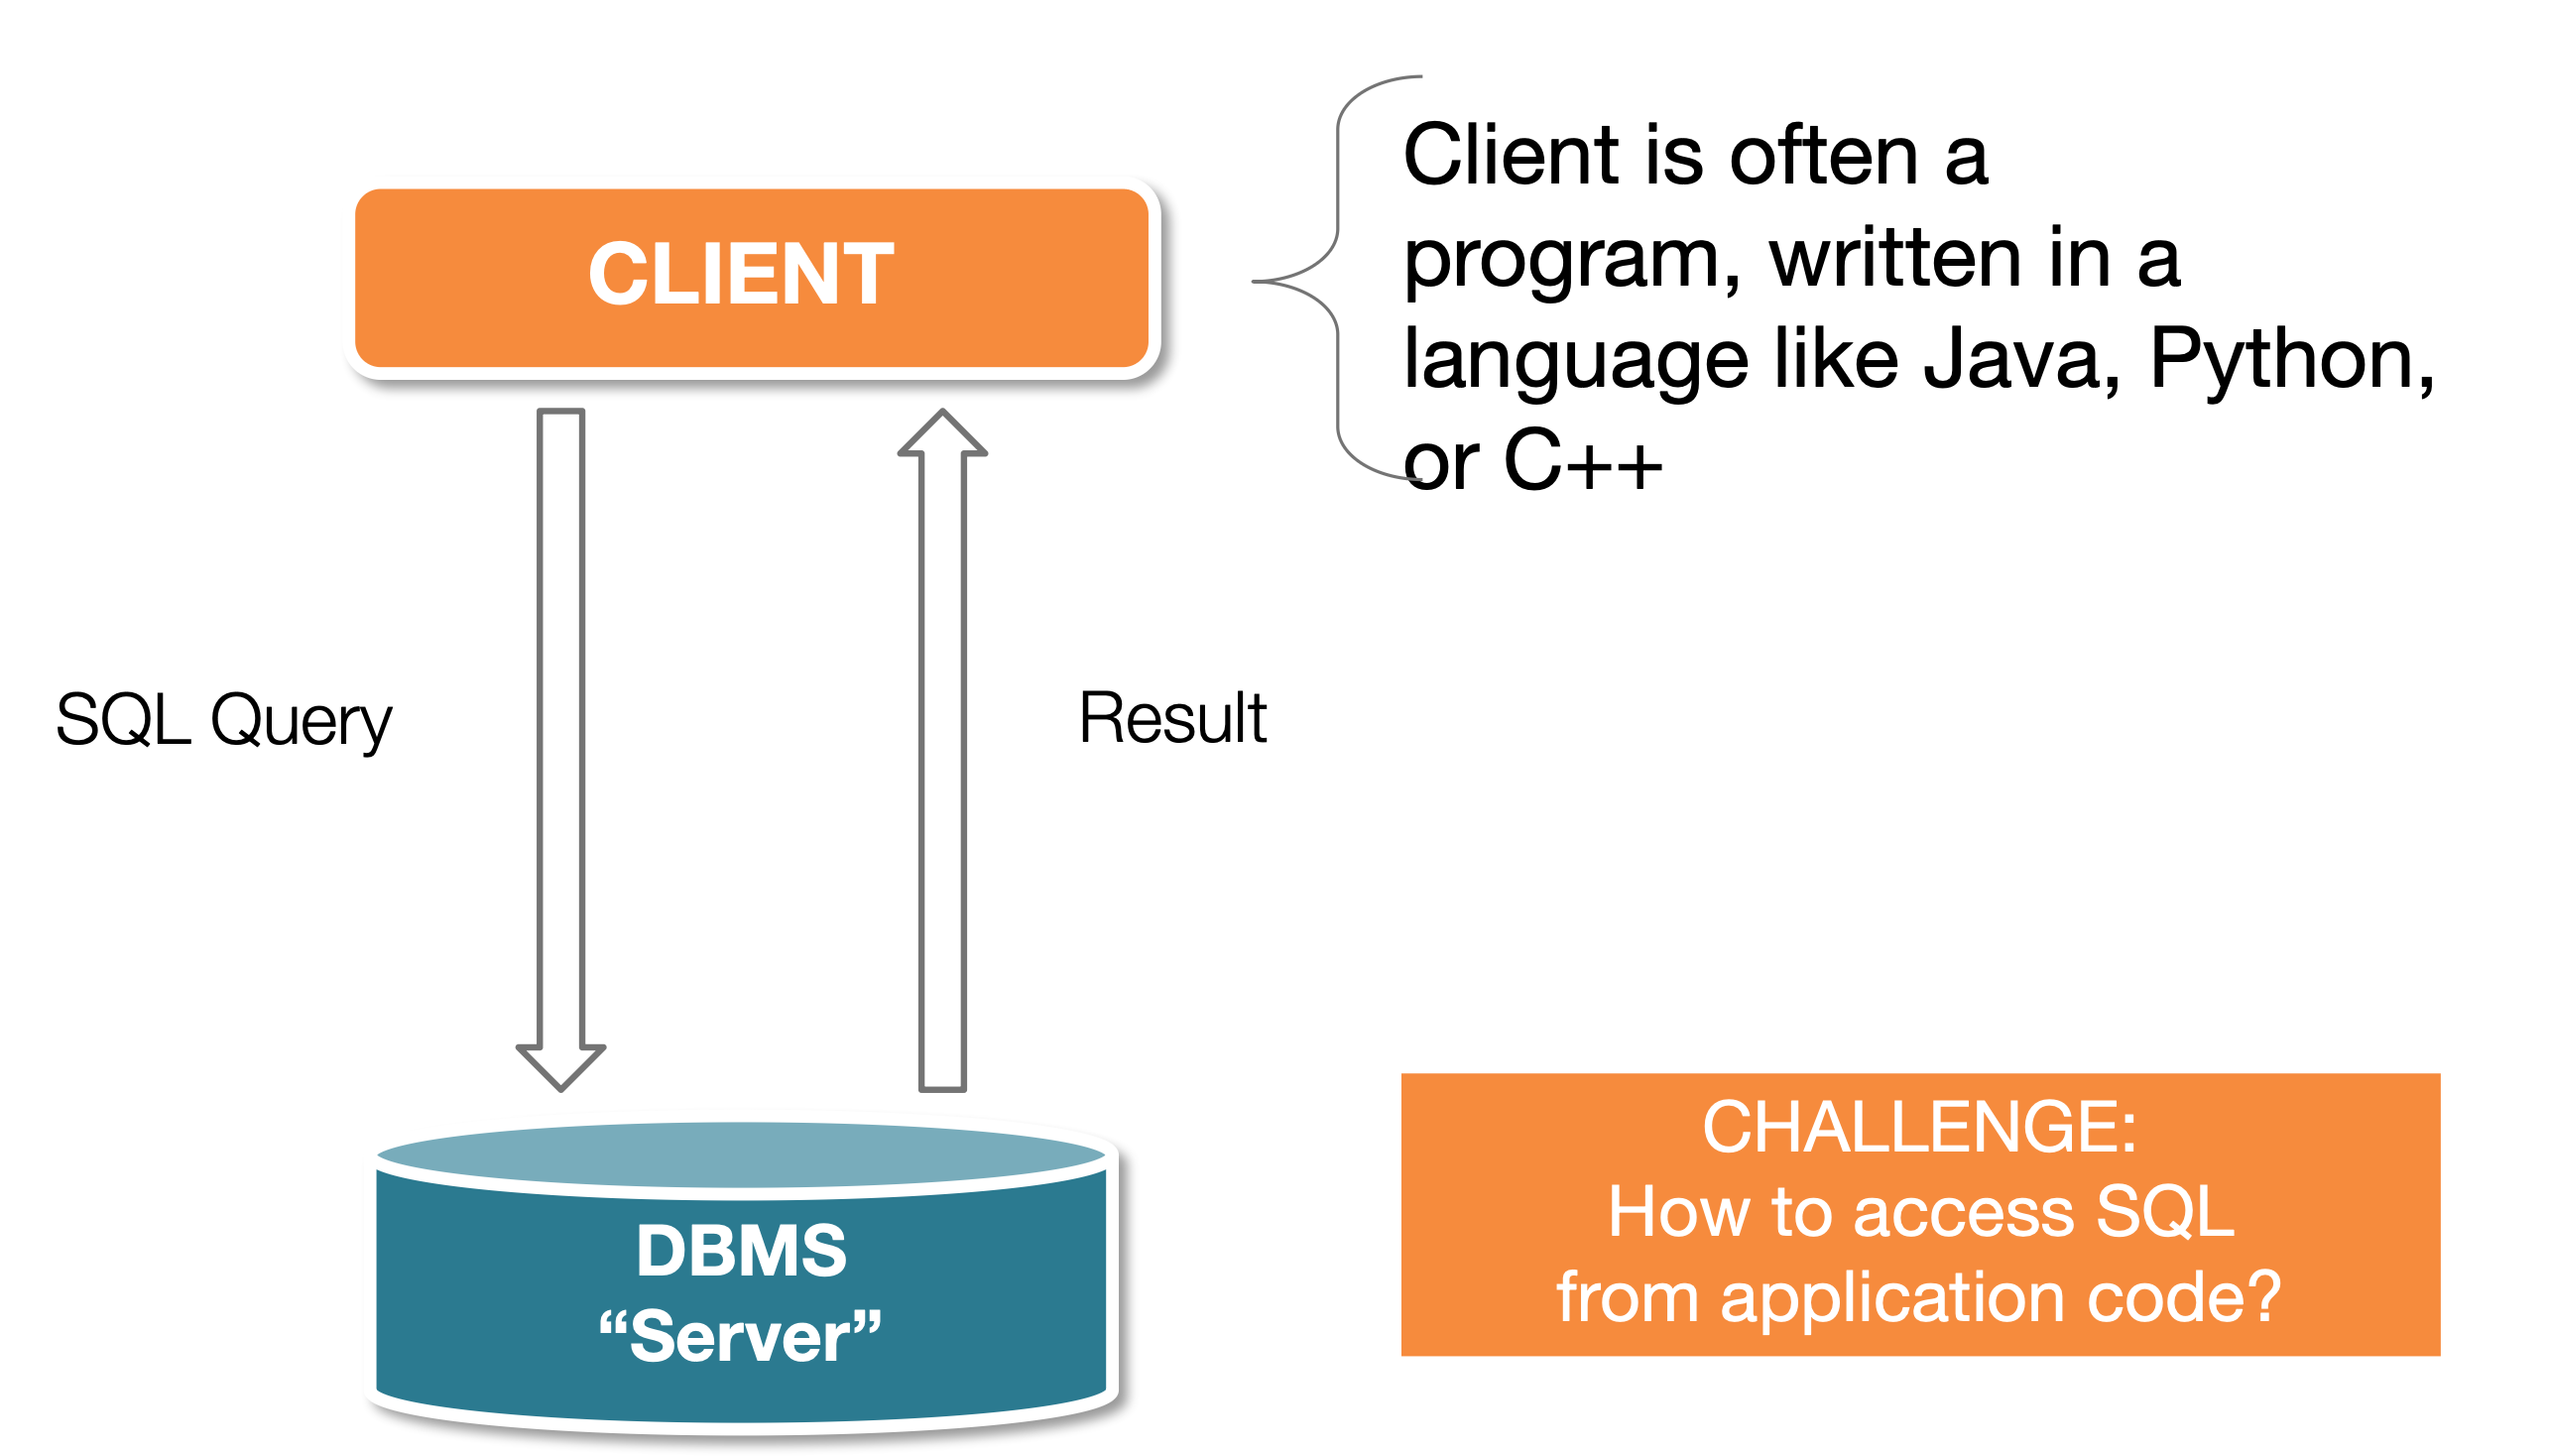 CLIENT
Client is often a
program, written in a
language like Java, Python,
or C++
SQL Query
Result
DBMS
“Server”
CHALLENGE:
How to access SQL
from application code?